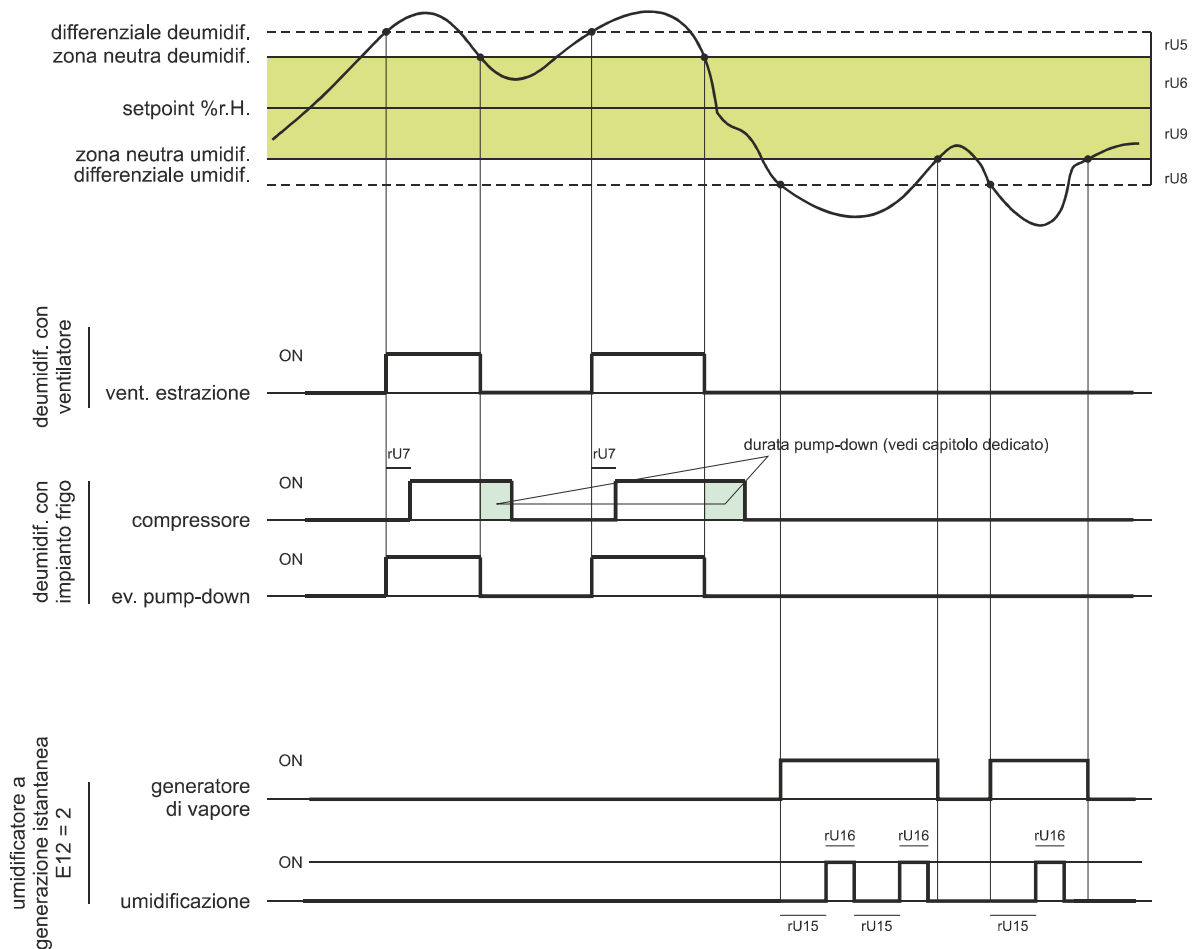 differenziale deumidif.
rU5
zona neutra deumidif.
rU6
setpoint %r.H.
rU9
zona neutra umidif.
differenziale umidif.
rU8
deumidif. con
ventilatore
ON
vent. estrazione
deumidif. con
impianto frigo
rU7
rU7
durata pump-down (vedi capitolo dedicato)
ON
compressore
ON
ev. pump-down
umidificatore a
generazione istantanea
E12 = 2
ON
generatore
di vapore
rU16
rU16
rU16
ON
umidificazione
rU15
rU15
rU15